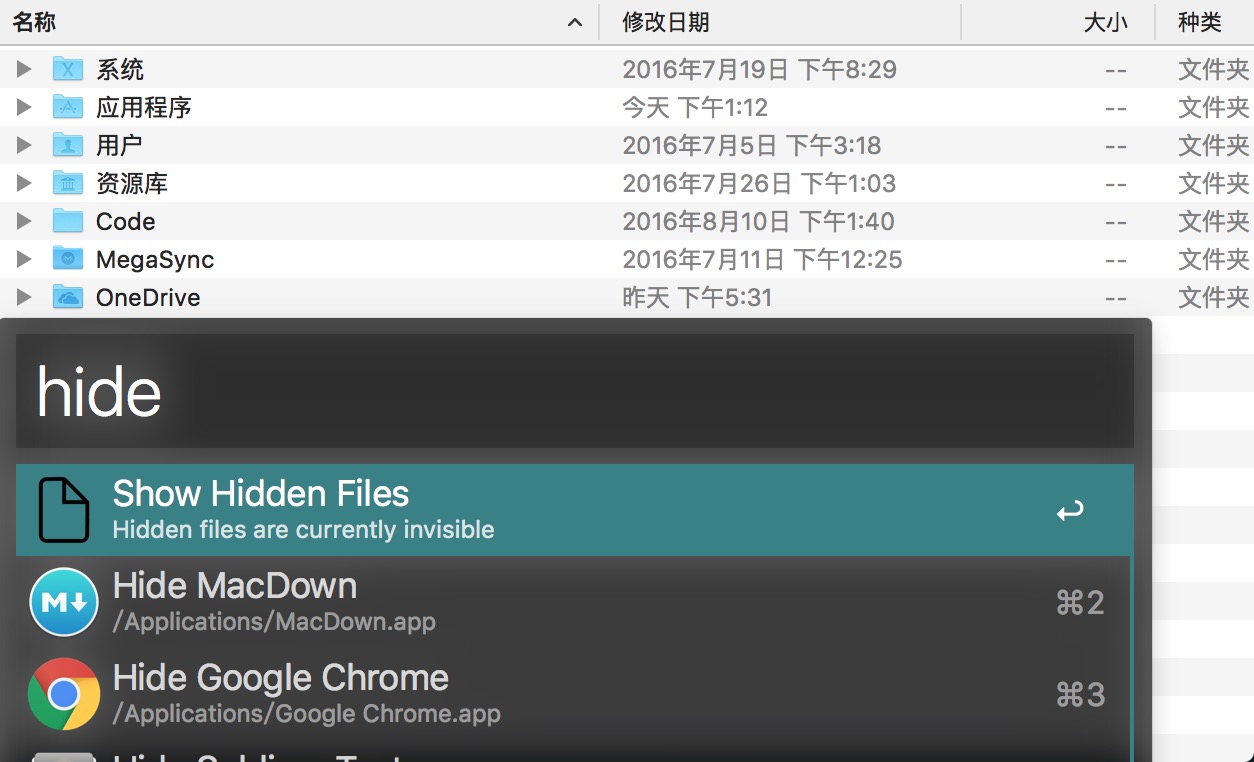 名称 修改日期 大小 种类
系统 2016年7月19日 下午8:29 -- 文件夹
应用程序 今天 下午1:12 -- 文件夹
用户 2016年7月5日 下午3:18 -- 文件夹
资源库 2016年7月26日 下午1:03 -- 文件夹
Code 2016年8月10日 下午1:40 -- 文件夹
MegaSync 2016年7月11日 下午12:25 -- 文件夹
OneDrive 昨天 下午5:31 -- 文件夹
hide
Show Hidden Files
Hidden files are currently invisible
Hide MacDown ⌘2
/Applications/MacDown.app
Hide Google Chrome ⌘3
/Applications/Google Chrome.app
Hide Sublime Text